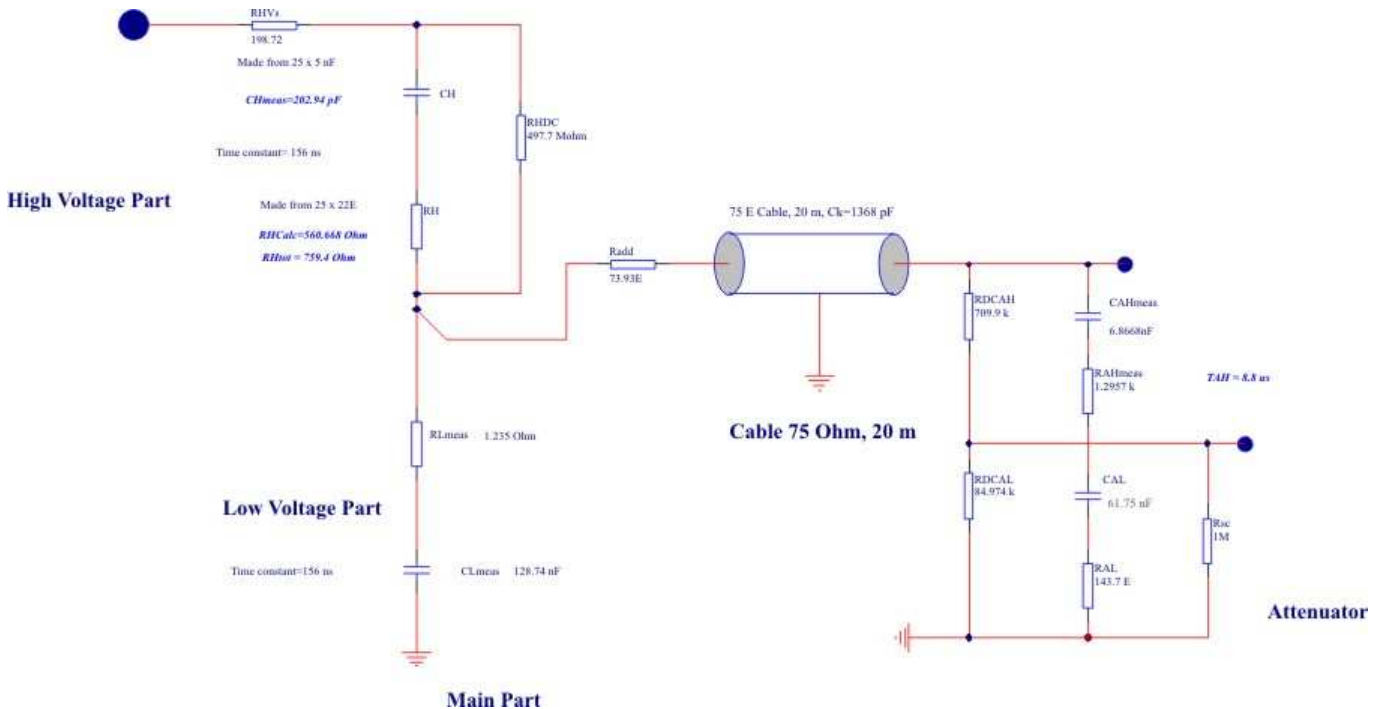 RHVs
198.72
Made from 25 x 5 nF
CHmeas=202.94 pF
CH
RHDC
497.7 Mohm
Time constant= 156 ns
High Voltage Part
Made from 25 x 22E
RH
RHCalc=560.668 Ohm
RHtot = 759.4 Ohm
75 E Cable, 20 m, Ck=1368 pF
Radd
73.93E
RDCAH
709.9 k
CAHmeas
6.8668nF
RAHmeas
1.2957 k
TAH = 8.8 us
Cable 75 Ohm, 20 m
RLmeas 1.235 Ohm
RDCAL
84.974 k
CAL
61.75 nF
Low Voltage Part
Rsc
1M
Time constant=156 ns
CLmeas 128.74 nF
RAL
143.7 E
Attenuator
Main Part